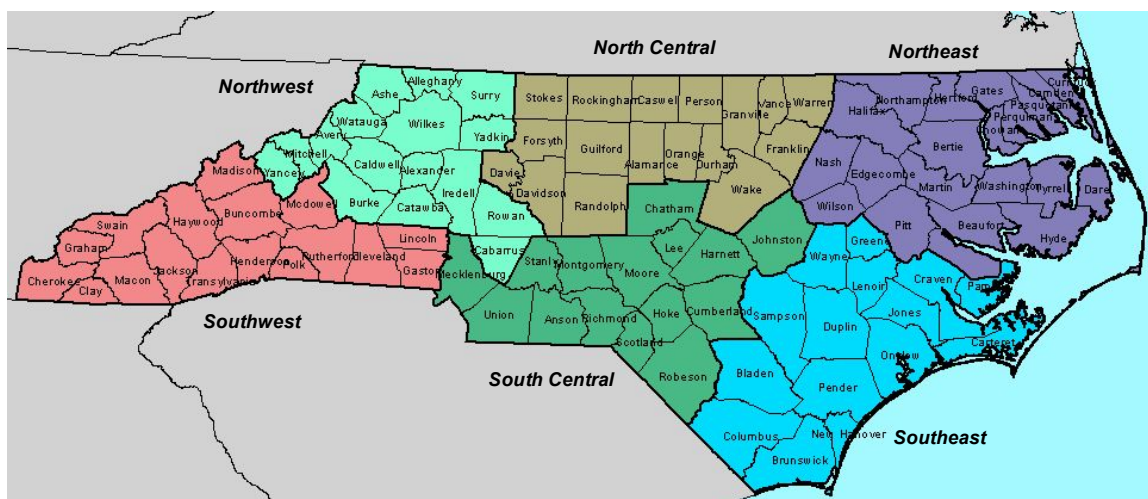 North Central
Northeast
Northwest
Southwest
South Central
Southeast
Ashe
Alleghany
Surry
Watauga
Wilkes
Yadkin
Avery
Mitchell
Caldwell
Alexander
Yancey
Iredell
Burke
Catawba
Rowan
Cabarrus
Stokes
Rockingham
Caswell
Person
Granville
Vance
Warren
Forsyth
Guilford
Alamance
Orange
Durham
Franklin
Davie
Davidson
Randolph
Wake
Northampton
Hertford
Gates
Currituck
Camden
Pasquotank
Perquimans
Chowan
Halifax
Bertie
Nash
Edgecombe
Martin
Washington
Tyrrel
Dare
Wilson
Pitt
Beaufort
Hyde
Madison
Mcdowell
Buncombe
Haywood
Swain
Graham
Cherokee
Clay
Macon
Jackson
Transylvania
Henderson
Polk
Rutherford
Cleveland
Lincoln
Gaston
Mecklenburg
Stanly
Montgomery
Chatham
Lee
Moore
Harnett
Johnston
Union
Anson
Richmond
Hoke
Cumberland
Scotland
Robeson
Wayne
Greene
Lenoir
Craven
Pam
Jones
Carteret
Sampson
Duplin
Onslow
Bladen
Pender
Columbus
New Hanover
Brunswick